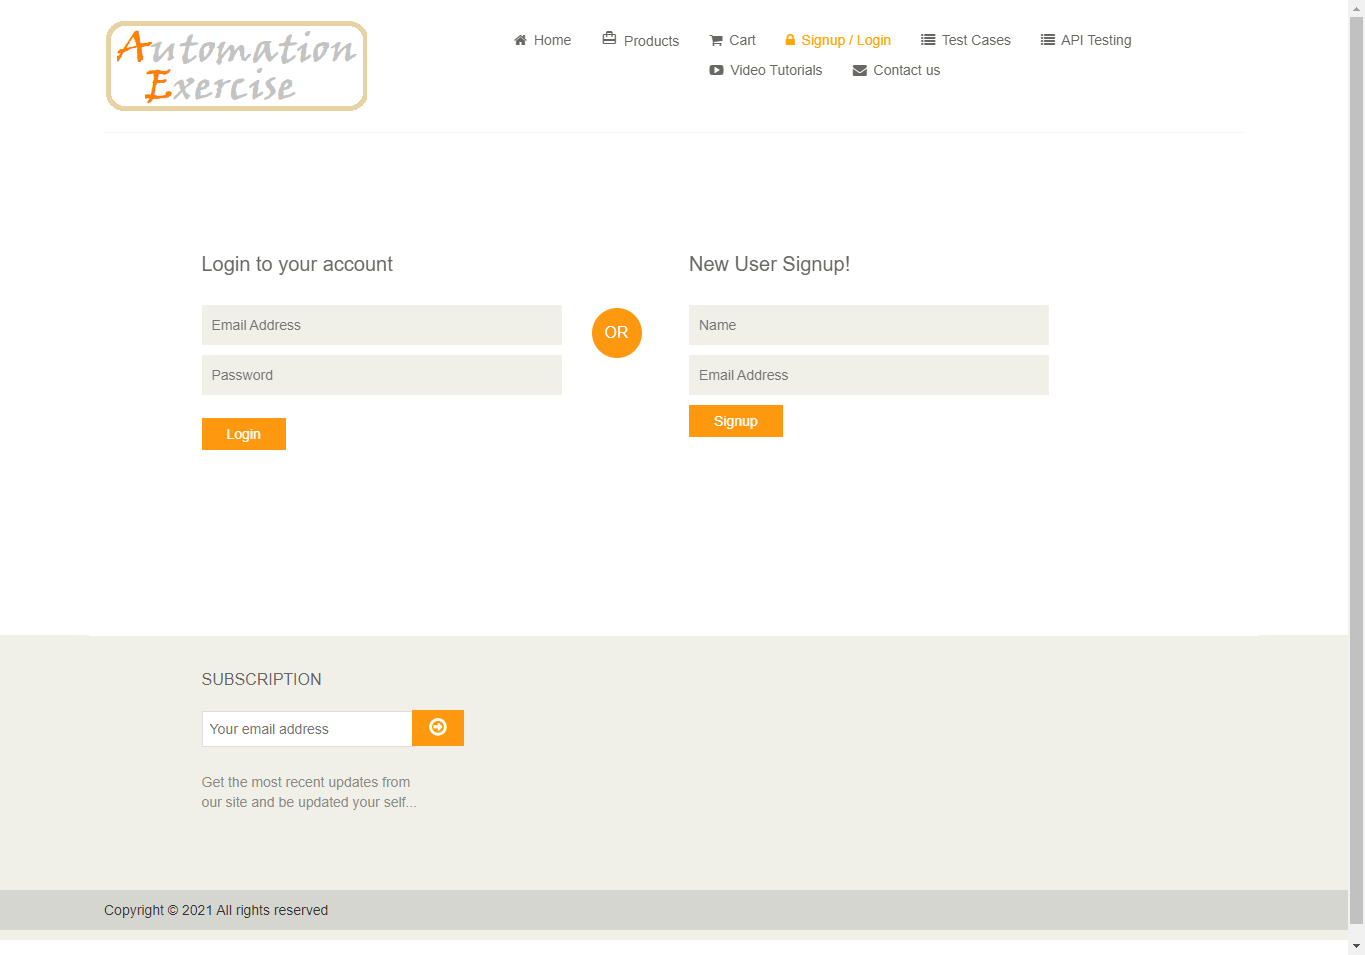 Automation
Exercise
Home
Products
Cart
Signup / Login
Test Cases
API Testing
Video Tutorials
Contact us
Login to your account
Email Address
Password
Login
OR
New User Signup!
Name
Email Address
Signup
SUBSCRIPTION
Your email address
Get the most recent updates from
our site and be updated your self...
Copyright © 2021 All rights reserved